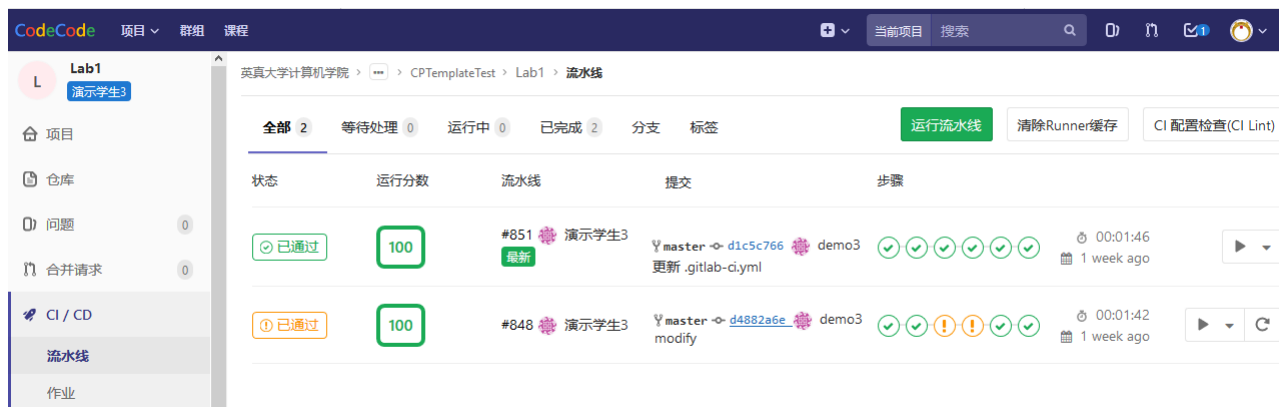 CodeCode 项目 群组 课程 当前项目 搜索 1
L Lab1
演示学生3
英真大学计算机学院 > ... > CPTemplateTest > Lab1 > 流水线
项目
仓库
问题 0
合并请求 0
CI / CD
流水线
作业
全部 2 等待处理 0 运行中 0 已完成 2 分支 标签 运行流水线 清除Runner缓存 CI 配置检查(CI Lint)
状态 运行分数 流水线 提交 步骤
已通过 100 #851 演示学生3 master d1c5c766 demo3 00:01:46
最新 更新 .gitlab-ci.yml 1 week ago
已通过 100 #848 演示学生3 master d4882a6e demo3 00:01:42
modify 1 week ago